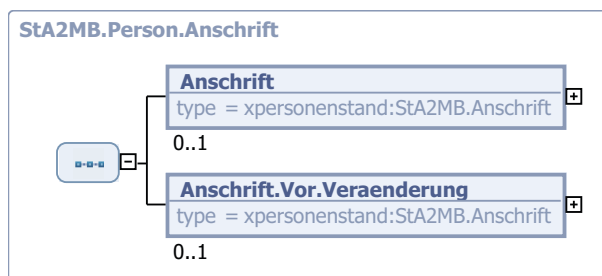 StA2MB.Person.Anschrift
Anschrift
type = xpersonenstand:StA2MB.Anschrift
0..1
Anschrift.Vor.Veraenderung
type = xpersonenstand:StA2MB.Anschrift
0..1